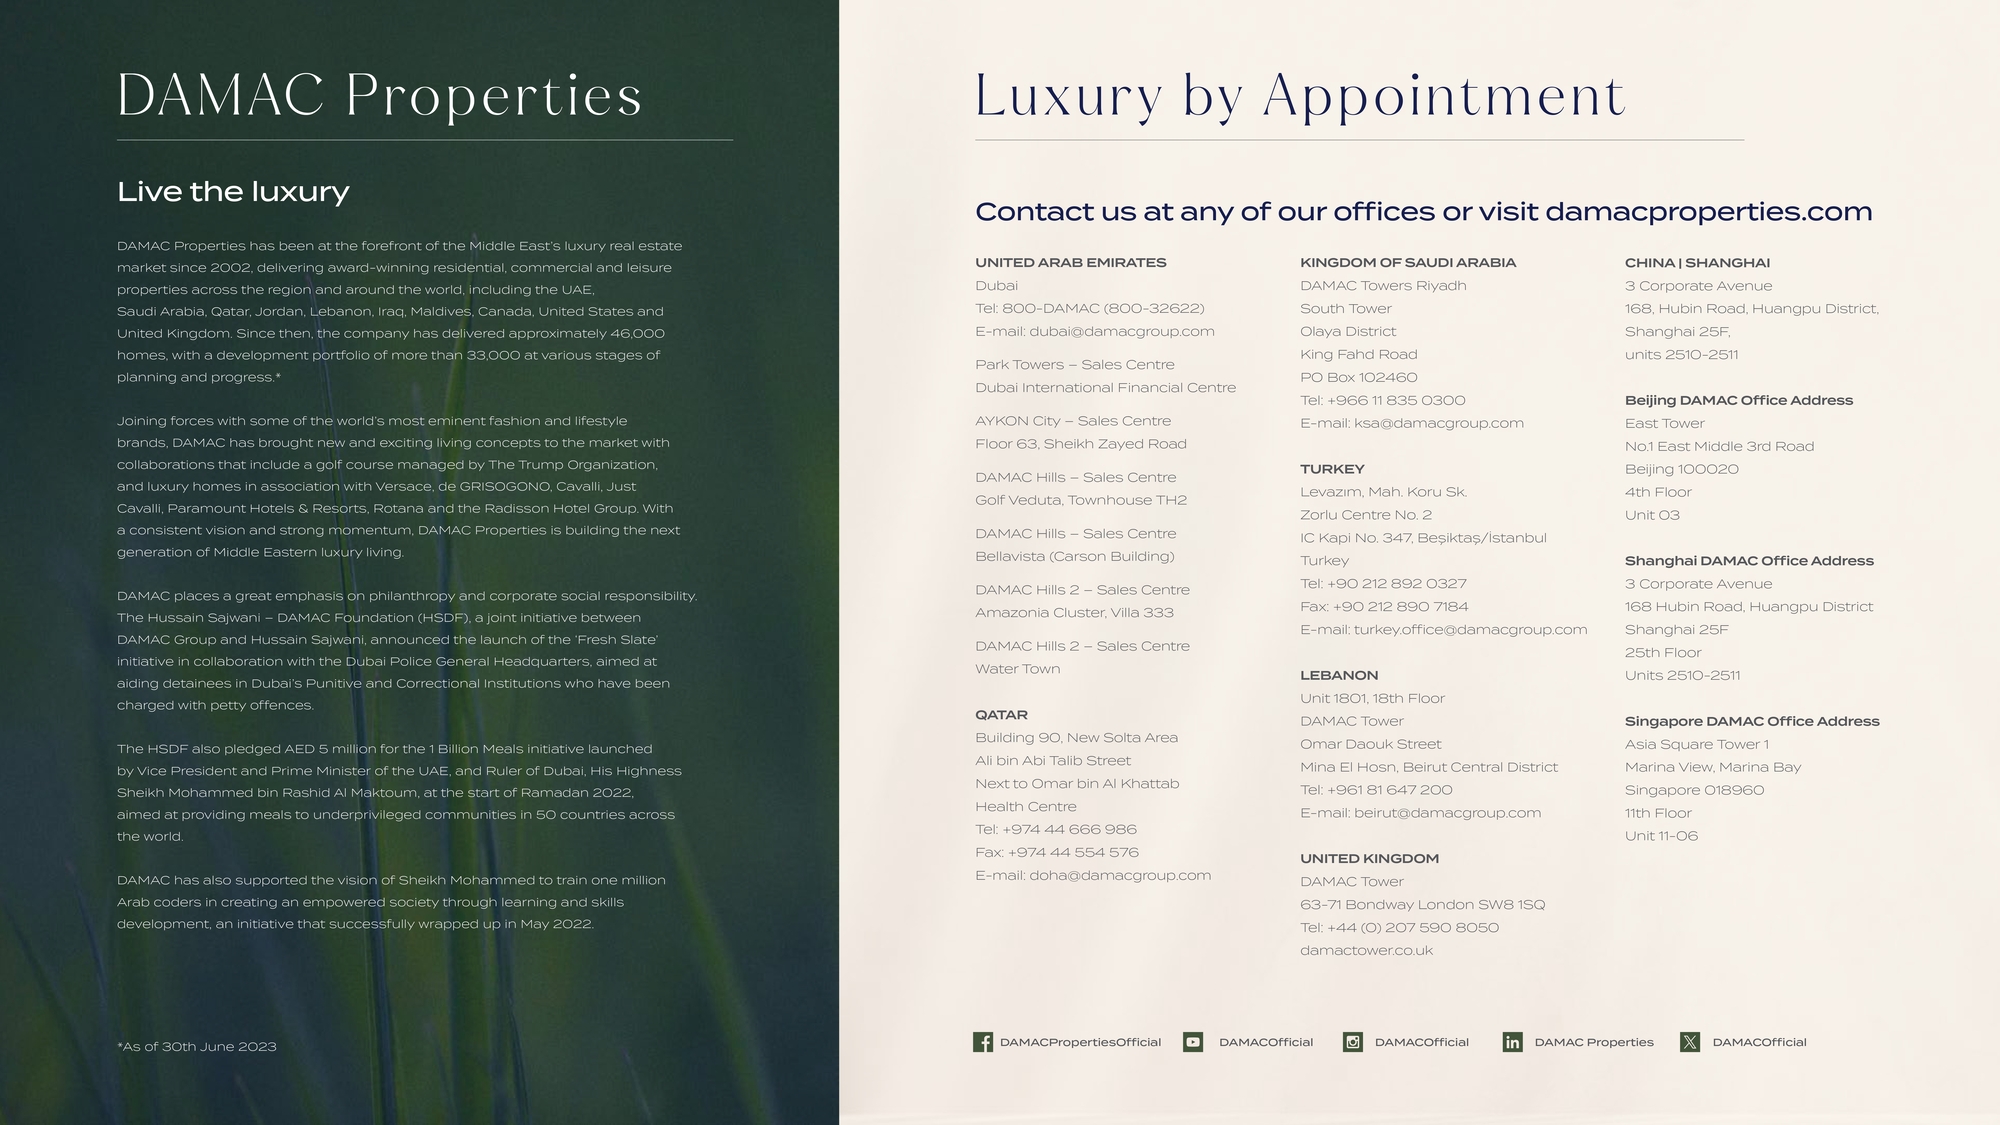 DAMAC Properties
Live the luxury
DAMAC Properties has been at the forefront of the Middle East's luxury real estate
market since 2002, delivering award-winning residential, commercial and leisure
properties across the region and around the world, including the UAE,
Saudi Arabia, Qatar, Jordan, Lebanon, Iraq, Maldives, Canada, United States and
United Kingdom. Since then, the company has delivered approximately 46,000
homes, with a development portfolio of more than 33,000 at various stages of
planning and progress.*
Joining forces with some of the world's most eminent fashion and lifestyle
brands, DAMAC has brought new and exciting living concepts to the market with
collaborations that include a golf course managed by The Trump Organization,
and luxury homes in association with Versace, de GRISOGONO, Cavalli, Just
Cavalli, Paramount Hotels & Resorts, Rotana and the Radisson Hotel Group. With
a consistent vision and strong momentum, DAMAC Properties is building the next
generation of Middle Eastern luxury living.
DAMAC places a great emphasis on philanthropy and corporate social responsibility.
The Hussain Sajwani – DAMAC Foundation (HSDF), a joint initiative between
DAMAC Group and Hussain Sajwani, announced the launch of the 'Fresh Slate'
initiative in collaboration with the Dubai Police General Headquarters, aimed at
aiding detainees in Dubai's Punitive and Correctional Institutions who have been
charged with petty offences.
The HSDF also pledged AED 5 million for the 1 Billion Meals initiative launched
by Vice President and Prime Minister of the UAE, and Ruler of Dubai, His Highness
Sheikh Mohammed bin Rashid Al Maktoum, at the start of Ramadan 2022,
aimed at providing meals to underprivileged communities in 50 countries across
the world.
DAMAC has also supported the vision of Sheikh Mohammed to train one million
Arab coders in creating an empowered society through learning and skills
development, an initiative that successfully wrapped up in May 2022.
*As of 30th June 2023
Luxury by Appointment
Contact us at any of our offices or visit damacproperties.com
UNITED ARAB EMIRATES
Dubai
Tel: 800-DAMAC (800-32622)
E-mail: dubai@damacgroup.com
Park Towers – Sales Centre
Dubai International Financial Centre
AYKON City – Sales Centre
Floor 63, Sheikh Zayed Road
DAMAC Hills – Sales Centre
Golf Veduta, Townhouse TH2
DAMAC Hills – Sales Centre
Bellavista (Carson Building)
DAMAC Hills 2 – Sales Centre
Amazonia Cluster, Villa 333
DAMAC Hills 2 – Sales Centre
Water Town
QATAR
Building 90, New Solta Area
Ali bin Abi Talib Street
Next to Omar bin Al Khattab
Health Centre
Tel: +974 44 666 986
Fax: +974 44 554 576
E-mail: doha@damacgroup.com
KINGDOM OF SAUDI ARABIA
DAMAC Towers Riyadh
South Tower
Olaya District
King Fahd Road
PO Box 102460
Tel: +966 11 835 0300
E-mail: ksa@damacgroup.com
TURKEY
Levazım, Mah. Koru Sk.
Zorlu Centre No. 2
IC Kapi No. 347, Beşiktaş/İstanbul
Turkey
Tel: +90 212 892 0327
Fax: +90 212 890 7184
E-mail: turkey.office@damacgroup.com
LEBANON
Unit 1801, 18th Floor
DAMAC Tower
Omar Daouk Street
Mina El Hosn, Beirut Central District
Tel: +961 81 647 200
E-mail: beirut@damacgroup.com
UNITED KINGDOM
DAMAC Tower
63-71 Bondway London SW8 1SQ
Tel: +44 (0) 207 590 8050
damactower.co.uk
CHINA | SHANGHAI
3 Corporate Avenue
168, Hubin Road, Huangpu District,
Shanghai 25F,
units 2510-2511
Beijing DAMAC Office Address
East Tower
No.1 East Middle 3rd Road
Beijing 100020
4th Floor
Unit 03
Shanghai DAMAC Office Address
3 Corporate Avenue
168 Hubin Road, Huangpu District
Shanghai 25F
25th Floor
Units 2510-2511
Singapore DAMAC Office Address
Asia Square Tower 1
Marina View, Marina Bay
Singapore 018960
11th Floor
Unit 11-06
DAMACPropertiesOfficial DAMACOfficial DAMACOfficial DAMAC Properties DAMACOfficial